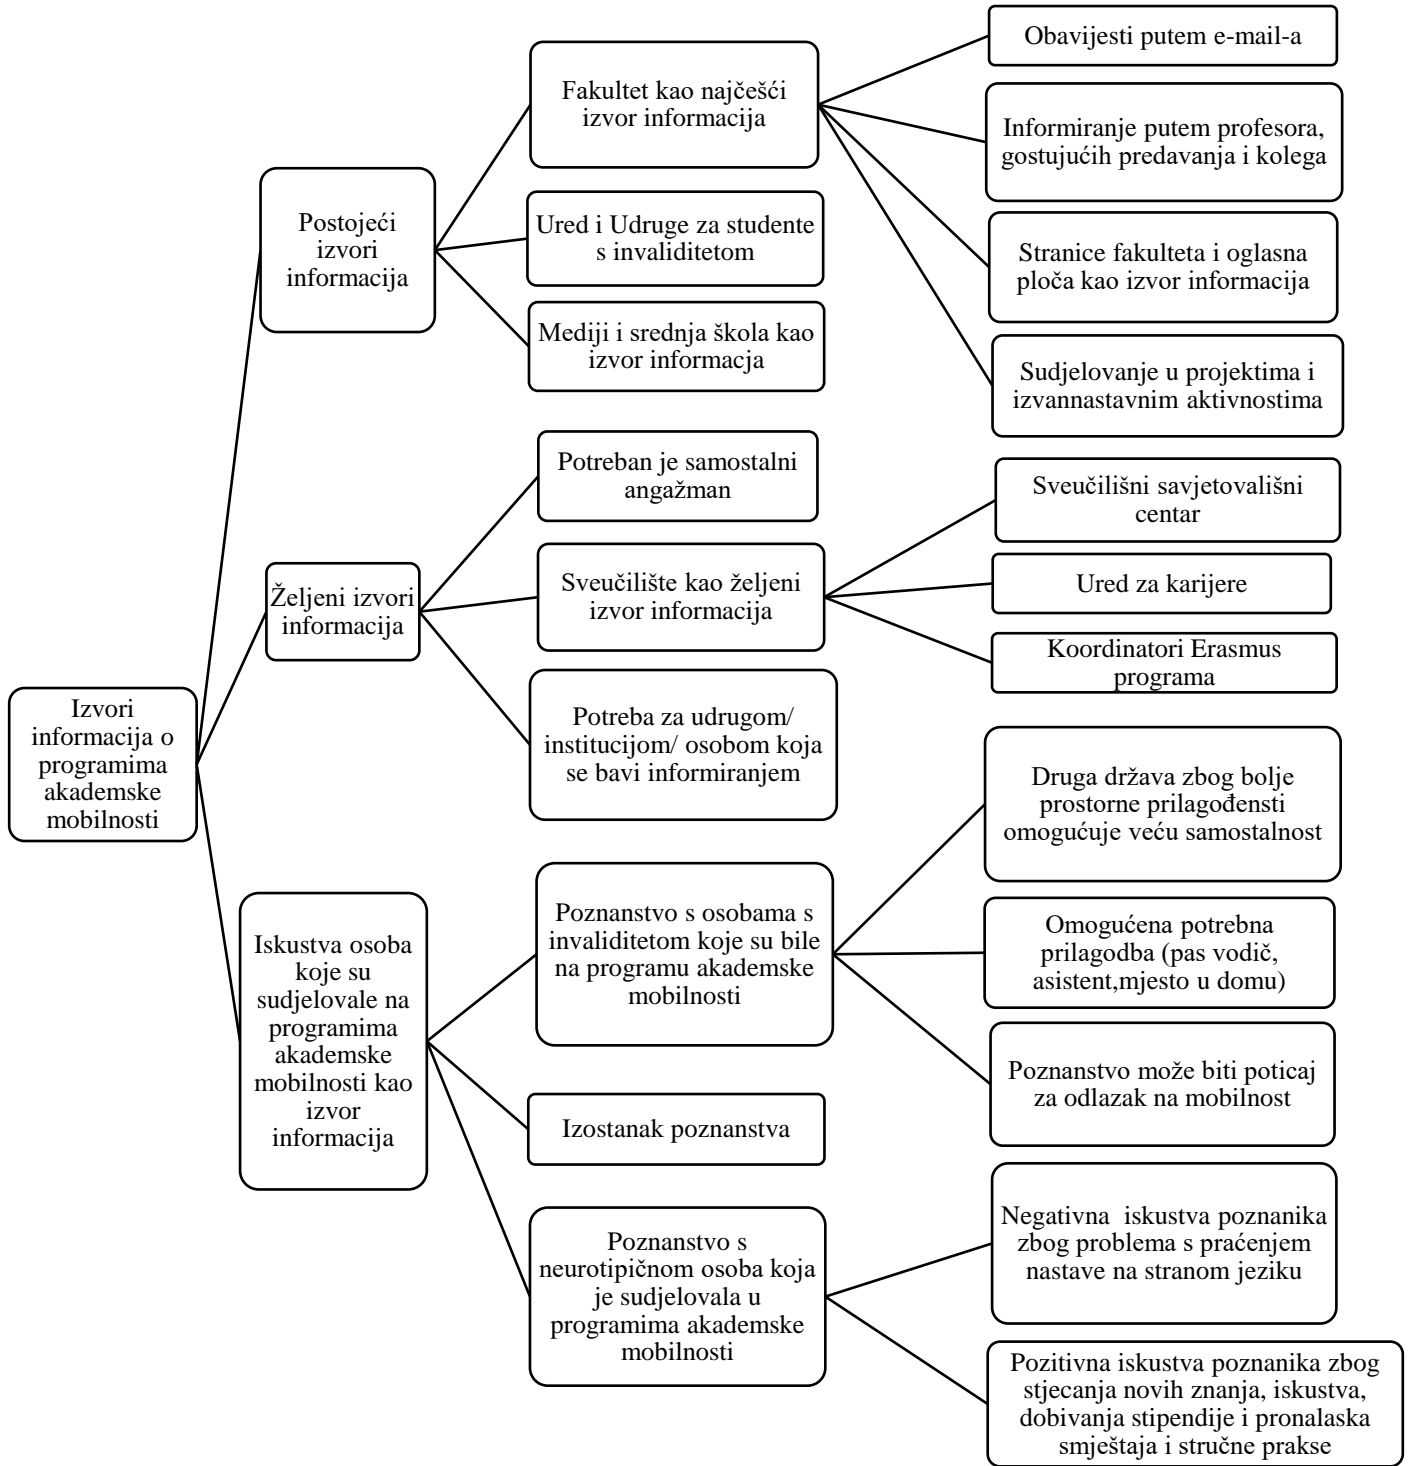 Izvori
informacija o
programima
akademske
mobilnosti
Postojeći
izvori
informacija
Fakultet kao najčešći
izvor informacija
Obavijesti putem e-mail-a
Informiranje putem profesora,
gostujućih predavanja i kolega
Stranice fakulteta i oglasna
ploča kao izvor informacija
Sudjelovanje u projektima i
izvannastavnim aktivnostima
Ured i Udruge za studente
s invaliditetom
Mediji i srednja škola kao
izvor informacja
Željeni izvori
informacija
Potreban je samostalni
angažman
Sveučilište kao željeni
izvor informacija
Sveučilišni savjetovališni
centar
Ured za karijere
Koordinatori Erasmus
programa
Potreba za udrugom/
institucijom/ osobom koja
se bavi informiranjem
Iskustva osoba
koje su
sudjelovale na
programima
akademske
mobilnosti kao
izvor
informacija
Poznanstvo s osobama s
invaliditetom koje su bile
na programu akademske
mobilnosti
Druga država zbog bolje
prostorne prilagođensti
omogućuje veću samostalnost
Omogućena potrebna
prilagodba (pas vodič,
asistent,mjesto u domu)
Poznanstvo može biti poticaj
za odlazak na mobilnost
Izostanak poznanstva
Poznanstvo s
neurotipičnom osoba koja
je sudjelovala u
programima akademske
mobilnosti
Negativna  iskustva poznanika
zbog problema s praćenjem
nastave na stranom jeziku
Pozitivna iskustva poznanika zbog
stjecanja novih znanja, iskustva,
dobivanja stipendije i pronalaska
smještaja i stručne prakse